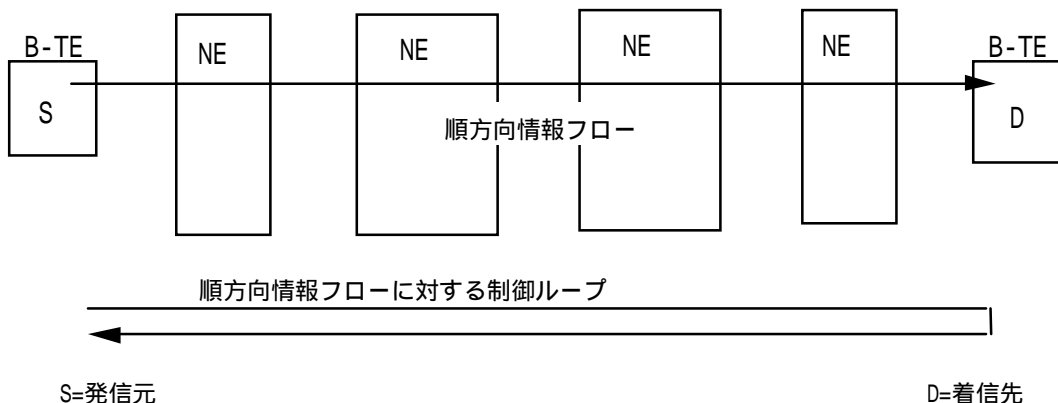 B-TE NE NE NE NE B-TE
S D
順方向情報フロー
順方向情報フローに対する制御ループ
S=発信元 D=着信先